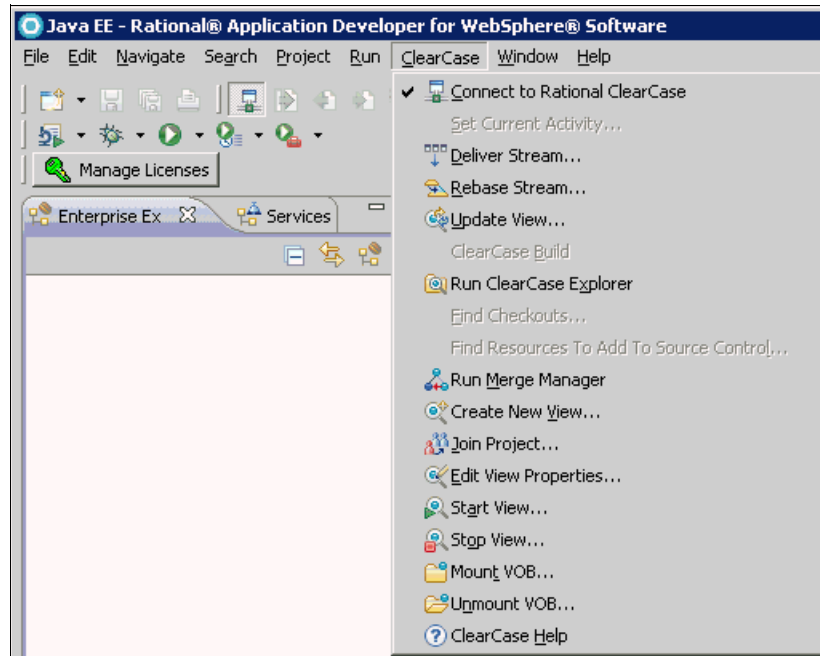 Java EE - Rational® Application Developer for WebSphere® Software
File Edit Navigate Search Project Run ClearCase Window Help
Connect to Rational ClearCase
Set Current Activity...
Deliver Stream...
Rebase Stream...
Manage Licenses
Update View...
Enterprise Ex Services
ClearCase Build
Run ClearCase Explorer
Find Checkouts...
Find Resources To Add To Source Control...
Run Merge Manager
Create New View...
Join Project...
Edit View Properties...
Start View...
Stop View...
Mount VOB...
Unmount VOB...
ClearCase Help